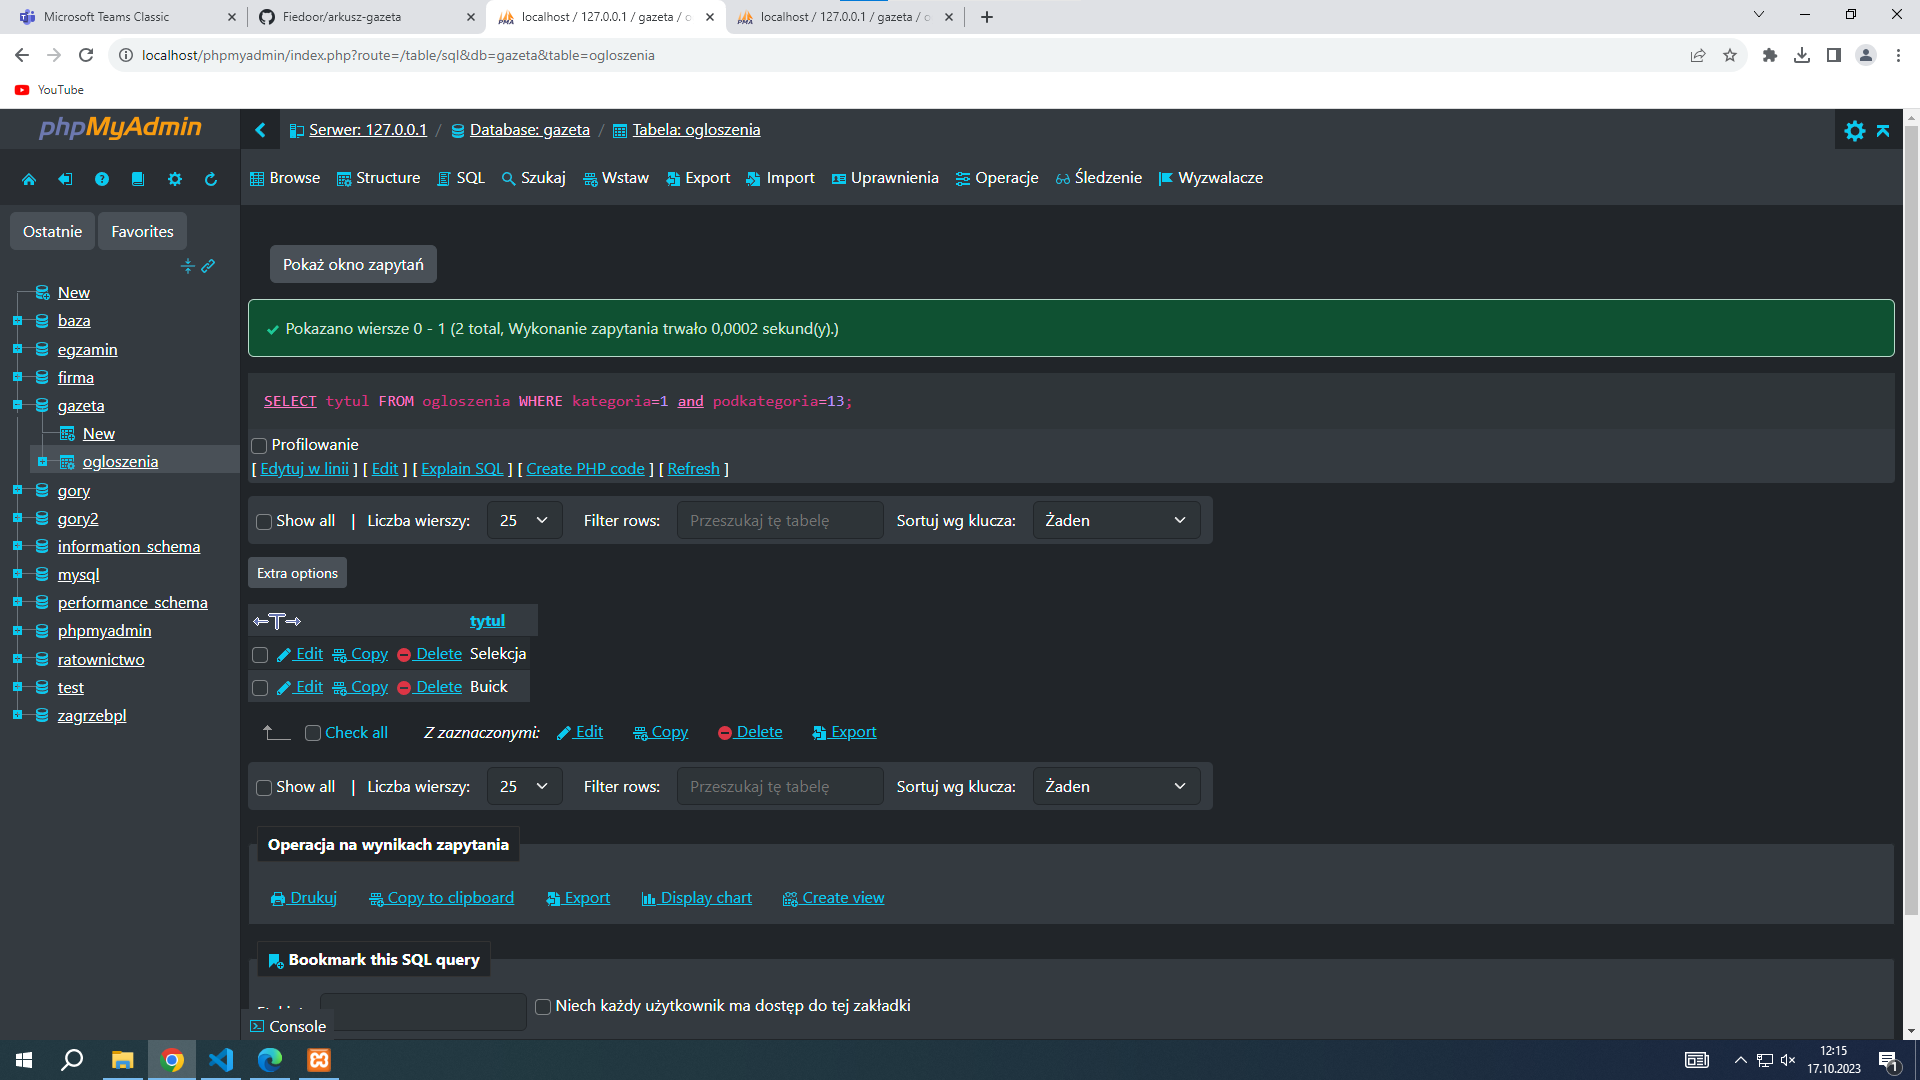 Microsoft Teams Classic
Fiedoor/arkusz-gazeta
localhost / 127.0.0.1 / gazeta / o
localhost / 127.0.0.1 / gazeta / o
localhost/phpmyadmin/index.php?route=/table/sql&db=gazeta&table=ogloszenia
YouTube
phpMyAdmin
Serwer: 127.0.0.1 / Database: gazeta / Tabela: ogloszenia
Browse Structure SQL Szukaj Wstaw Export Import Uprawnienia Operacje Śledzenie Wyzwalacze
Ostatnie Favorites
New
baza
egzamin
firma
gazeta
New
ogloszenia
gory
gory2
information_schema
mysql
performance_schema
phpmyadmin
ratownictwo
test
zagrzebpl
Pokaż okno zapytań
Pokazano wiersze 0 - 1 (2 total, Wykonanie zapytania trwało 0,0002 sekund(y).)
SELECT tytul FROM ogloszenia WHERE kategoria=1 and podkategoria=13;
Profilowanie
[ Edytuj w linii ] [ Edit ] [ Explain SQL ] [ Create PHP code ] [ Refresh ]
Show all | Liczba wierszy: 25 Filter rows: Przeszukaj tę tabelę Sortuj wg klucza: Żaden
Extra options
←T→ tytul
Edit Copy Delete Selekcja
Edit Copy Delete Buick
Check all Z zaznaczonymi: Edit Copy Delete Export
Show all | Liczba wierszy: 25 Filter rows: Przeszukaj tę tabelę Sortuj wg klucza: Żaden
Operacja na wynikach zapytania
Drukuj Copy to clipboard Export Display chart Create view
Bookmark this SQL query
Niech każdy użytkownik ma dostęp do tej zakładki
Console
12:15
17.10.2023
1